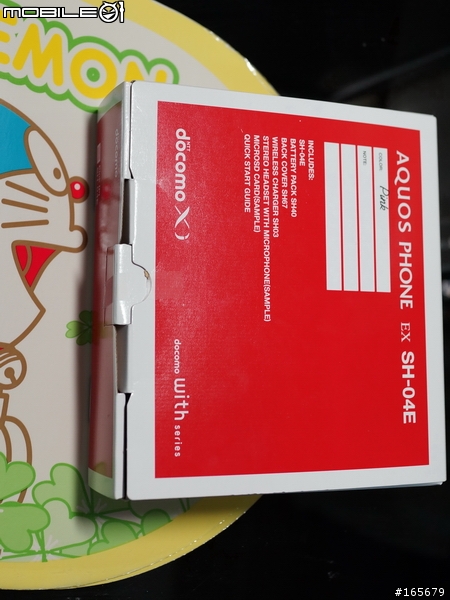 MOBILE01
EMON
AQUOS PHONE EX SH-04E
COLOR: Pink
NOTE:
INCLUDES:
SH-04E
BATTERY PACK SH40
BACK COVER SH67
WIRELESS CHARGER SH03
STEREO HEADSET WITH MICROPHONE(SAMPLE)
MICROSD CARD(SAMPLE)
QUICK START GUIDE
NTT
docomo Xi
docomo with series
#165679